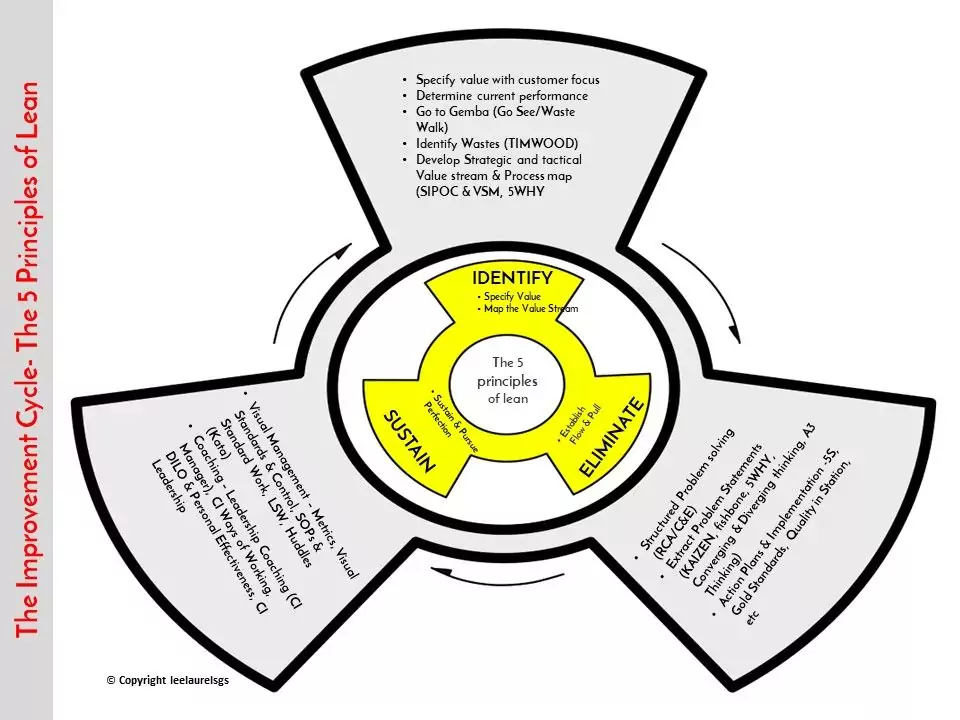 The Improvement Cycle- The 5 Principles of Lean
• Specify value with customer focus
• Determine current performance
• Go to Gemba (Go See/Waste
Walk)
• Identify Wastes (TIMWOOD)
• Develop Strategic and tactical
Value stream & Process map
(SIPOC & VSM, 5WHY
IDENTIFY
• Specify Value
• Map the Value Stream
The 5
principles
of lean
ELIMINATE
• Establish
Flow & Pull
SUSTAIN
• Sustain & Pursue
Perfection
• Structured Problem solving
(RCA/C&E)
• Extract Problem Statements
(KAIZEN, fishbone, 5WHY,
Converging & Diverging thinking, A3
Thinking)
• Action Plans & Implementation -5S,
Gold Standards, Quality in Station,
etc
• Visual Management - Metrics, Visual
Standards & Control, SOPs &
Standard Work, LSW, Huddles
(Kata)
• Coaching - Leadership Coaching (CI
Manager), CI Ways of Working,
DILO & Personal Effectiveness, CI
Leadership
© Copyright leelaurelsgs